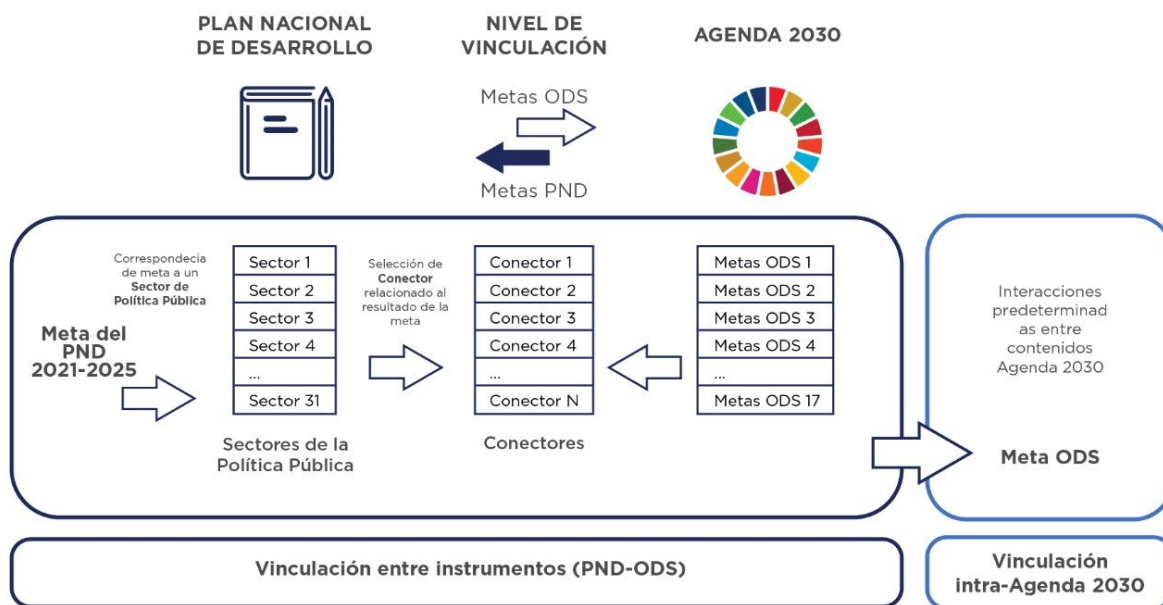 PLAN NACIONAL
DE DESARROLLO
NIVEL DE
VINCULACIÓN
AGENDA 2030
Metas ODS
Metas PND
Correspondecia
de meta a un
Sector de
Política Pública
Meta del
PND
2021-2025
Sector 1
Sector 2
Sector 3
Sector 4
...
Sector 31
Sectores de la
Política Pública
Selección de
Conector
relacionado al
resultado de la
meta
Conector 1
Conector 2
Conector 3
Conector 4
...
Conector N
Conectores
Metas ODS 1
Metas ODS 2
Metas ODS 3
Metas ODS 4
...
Metas ODS 17
Interacciones
predeterminad
as entre
contenidos
Agenda 2030
Meta ODS
Vinculación entre instrumentos (PND-ODS)
Vinculación
intra-Agenda 2030